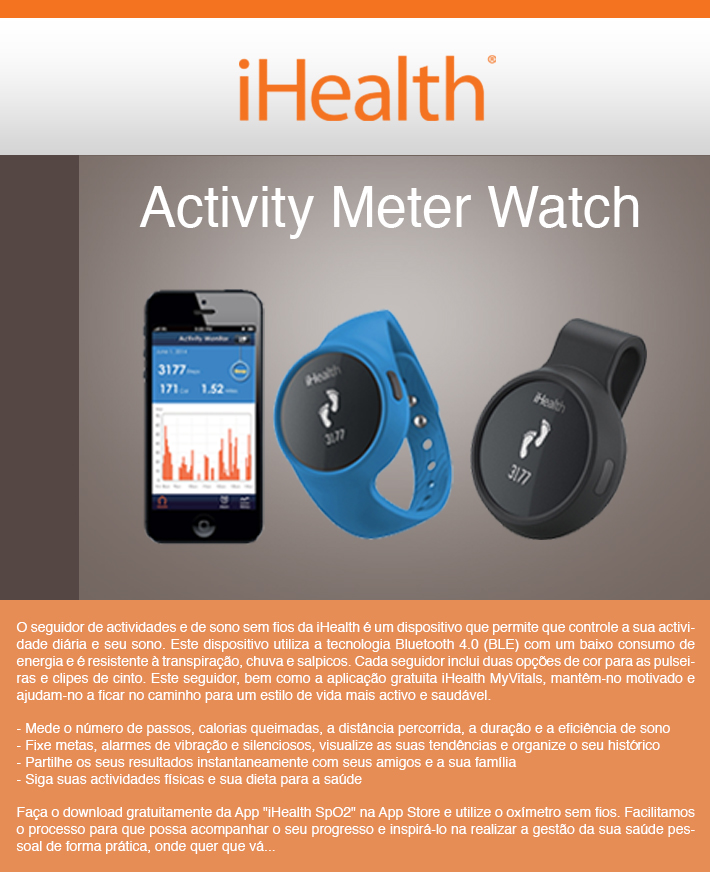 iHealth®
Activity Meter Watch
Activity Monitor
3177
171 Cal 1.52 Miles
iHealth
3177
iHealth
3177
O seguidor de actividades e de sono sem fios da iHealth é um dispositivo que permite que controle a sua activi-
dade diária e seu sono. Este dispositivo utiliza a tecnologia Bluetooth 4.0 (BLE) com um baixo consumo de
energia e é resistente à transpiração, chuva e salpicos. Cada seguidor inclui duas opções de cor para as pulsei-
ras e clipes de cinto. Este seguidor, bem como a aplicação gratuita iHealth MyVitals, mantêm-no motivado e
ajudam-no a ficar no caminho para um estilo de vida mais activo e saudável.
- Mede o número de passos, calorias queimadas, a distância percorrida, a duração e a eficiência de sono
- Fixe metas, alarmes de vibração e silenciosos, visualize as suas tendências e organize o seu histórico
- Partilhe os seus resultados instantaneamente com seus amigos e a sua família
- Siga suas actividades físicas e sua dieta para a saúde
Faça o download gratuitamente da App "iHealth SpO2" na App Store e utilize o oxímetro sem fios. Facilitamos
o processo para que possa acompanhar o seu progresso e inspirá-lo na realizar a gestão da sua saúde pes-
soal de forma prática, onde quer que vá...